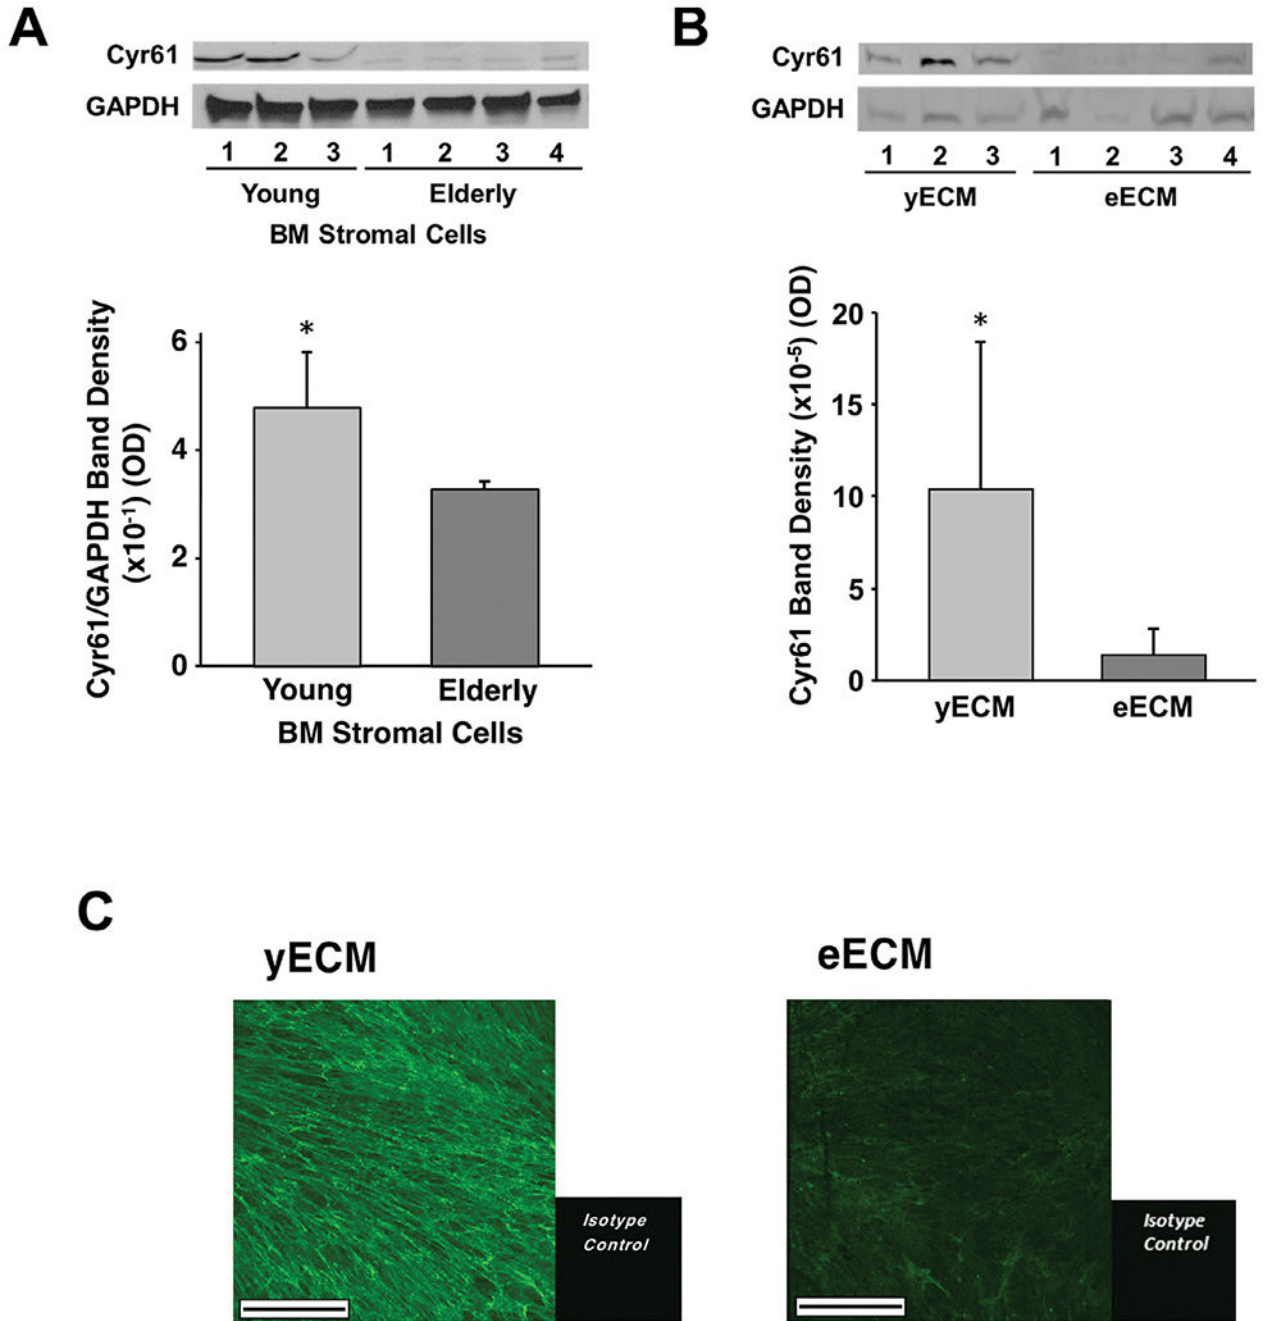 A
Cyr61
GAPDH
1 2 3 1 2 3 4
Young Elderly
BM Stromal Cells
Cyr61/GAPDH Band Density
(x10⁻¹) (OD)
6
4
2
0
*
Young Elderly
BM Stromal Cells
B
Cyr61
GAPDH
1 2 3 1 2 3 4
yECM eECM
Cyr61 Band Density (x10⁻⁵) (OD)
20
15
10
5
0
*
yECM eECM
C
yECM
Isotype
Control
eECM
Isotype
Control